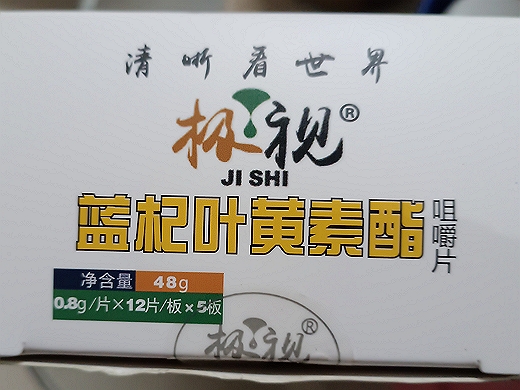 清晰看世界
极视®
JI SHI
蓝杞叶黄素酯 咀嚼片
净含量 48g
0.8g/片×12片/板×5板
极视®